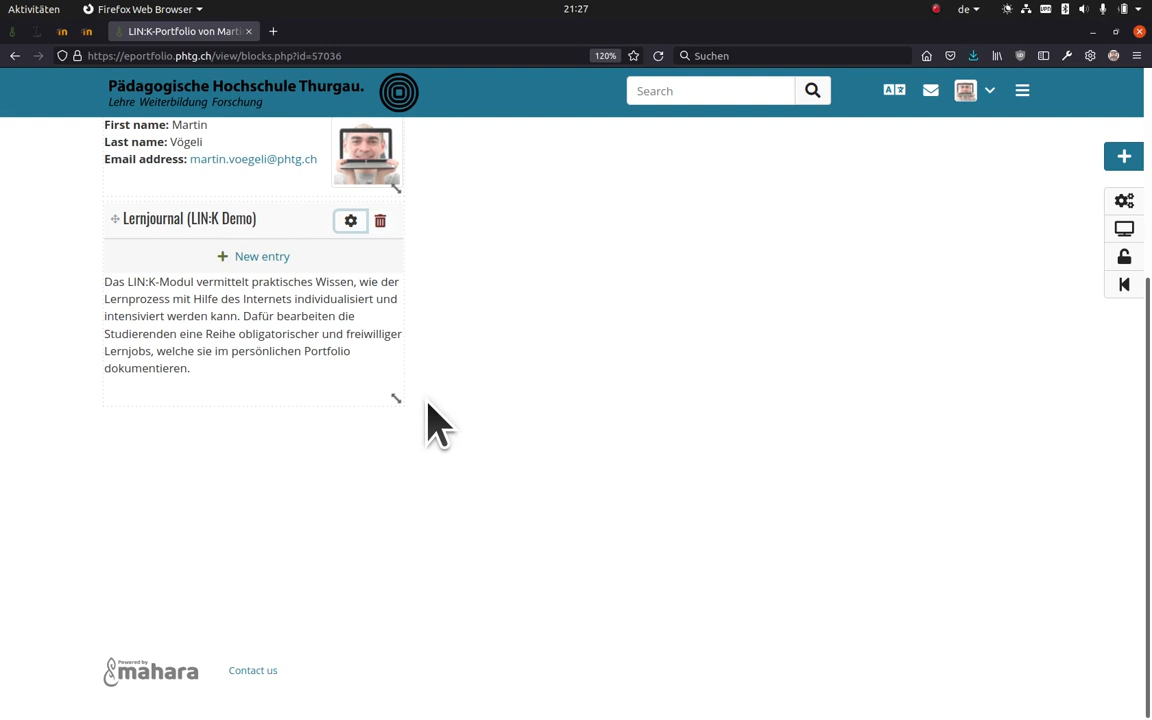 Aktivitäten
Firefox Web Browser
21:27
de
LIN:K-Portfolio von Marti
https://eportfolio.phtg.ch/view/blocks.php?id=57036
120%
Suchen
Pädagogische Hochschule Thurgau.
Lehre Weiterbildung Forschung
Search
First name: Martin
Last name: Vögeli
Email address: martin.voegeli@phtg.ch
Lernjournal (LIN:K Demo)
New entry
Das LIN:K-Modul vermittelt praktisches Wissen, wie der
Lernprozess mit Hilfe des Internets individualisiert und
intensiviert werden kann. Dafür bearbeiten die
Studierenden eine Reihe obligatorischer und freiwilliger
Lernjobs, welche sie im persönlichen Portfolio
dokumentieren.
Powered by
mahara
Contact us